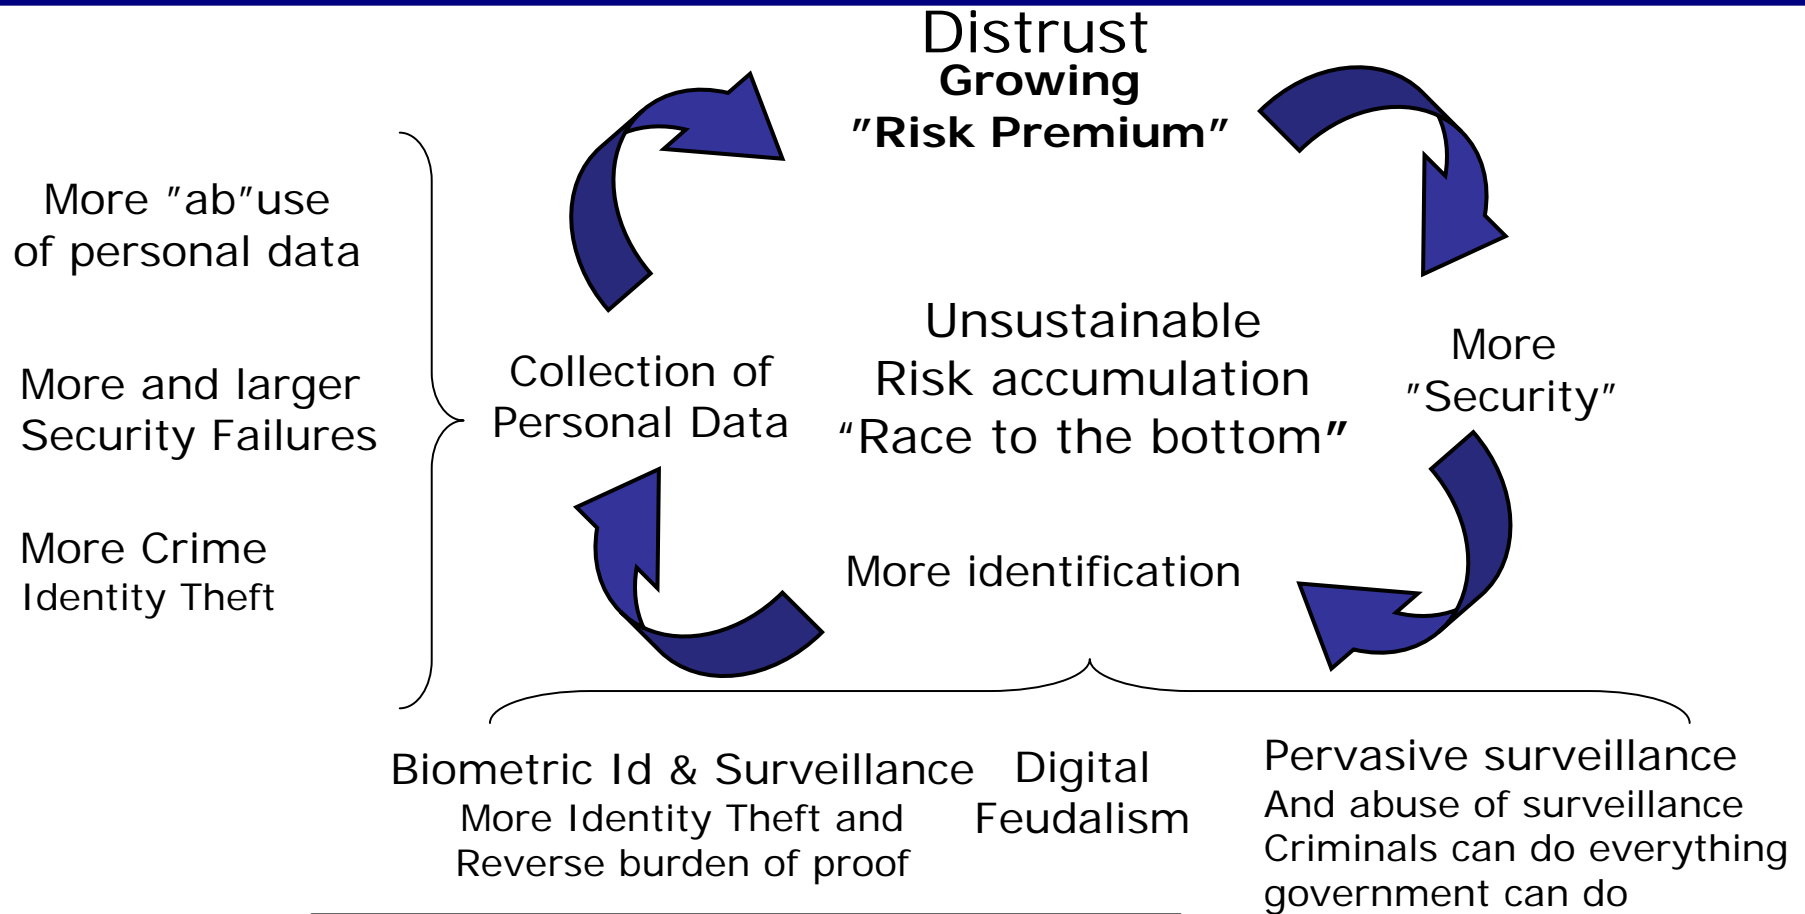 Distrust
Growing
"Risk Premium"
More "ab"use
of personal data
More and larger
Security Failures
More Crime
Identity Theft
Collection of
Personal Data
Unsustainable
Risk accumulation
“Race to the bottom"
More
"Security"
More identification
Biometric Id & Surveillance
More Identity Theft and
Reverse burden of proof
Digital
Feudalism
Pervasive surveillance
And abuse of surveillance
Criminals can do everything
government can do